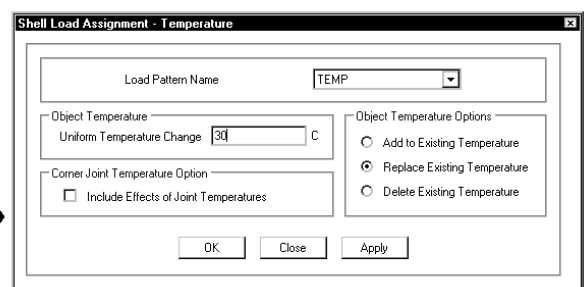 Shell Load Assignment - Temperature
Load Pattern Name TEMP
Object Temperature
Uniform Temperature Change 30 C
Corner Joint Temperature Option
Include Effects of Joint Temperatures
Object Temperature Options
Add to Existing Temperature
Replace Existing Temperature
Delete Existing Temperature
OK Close Apply